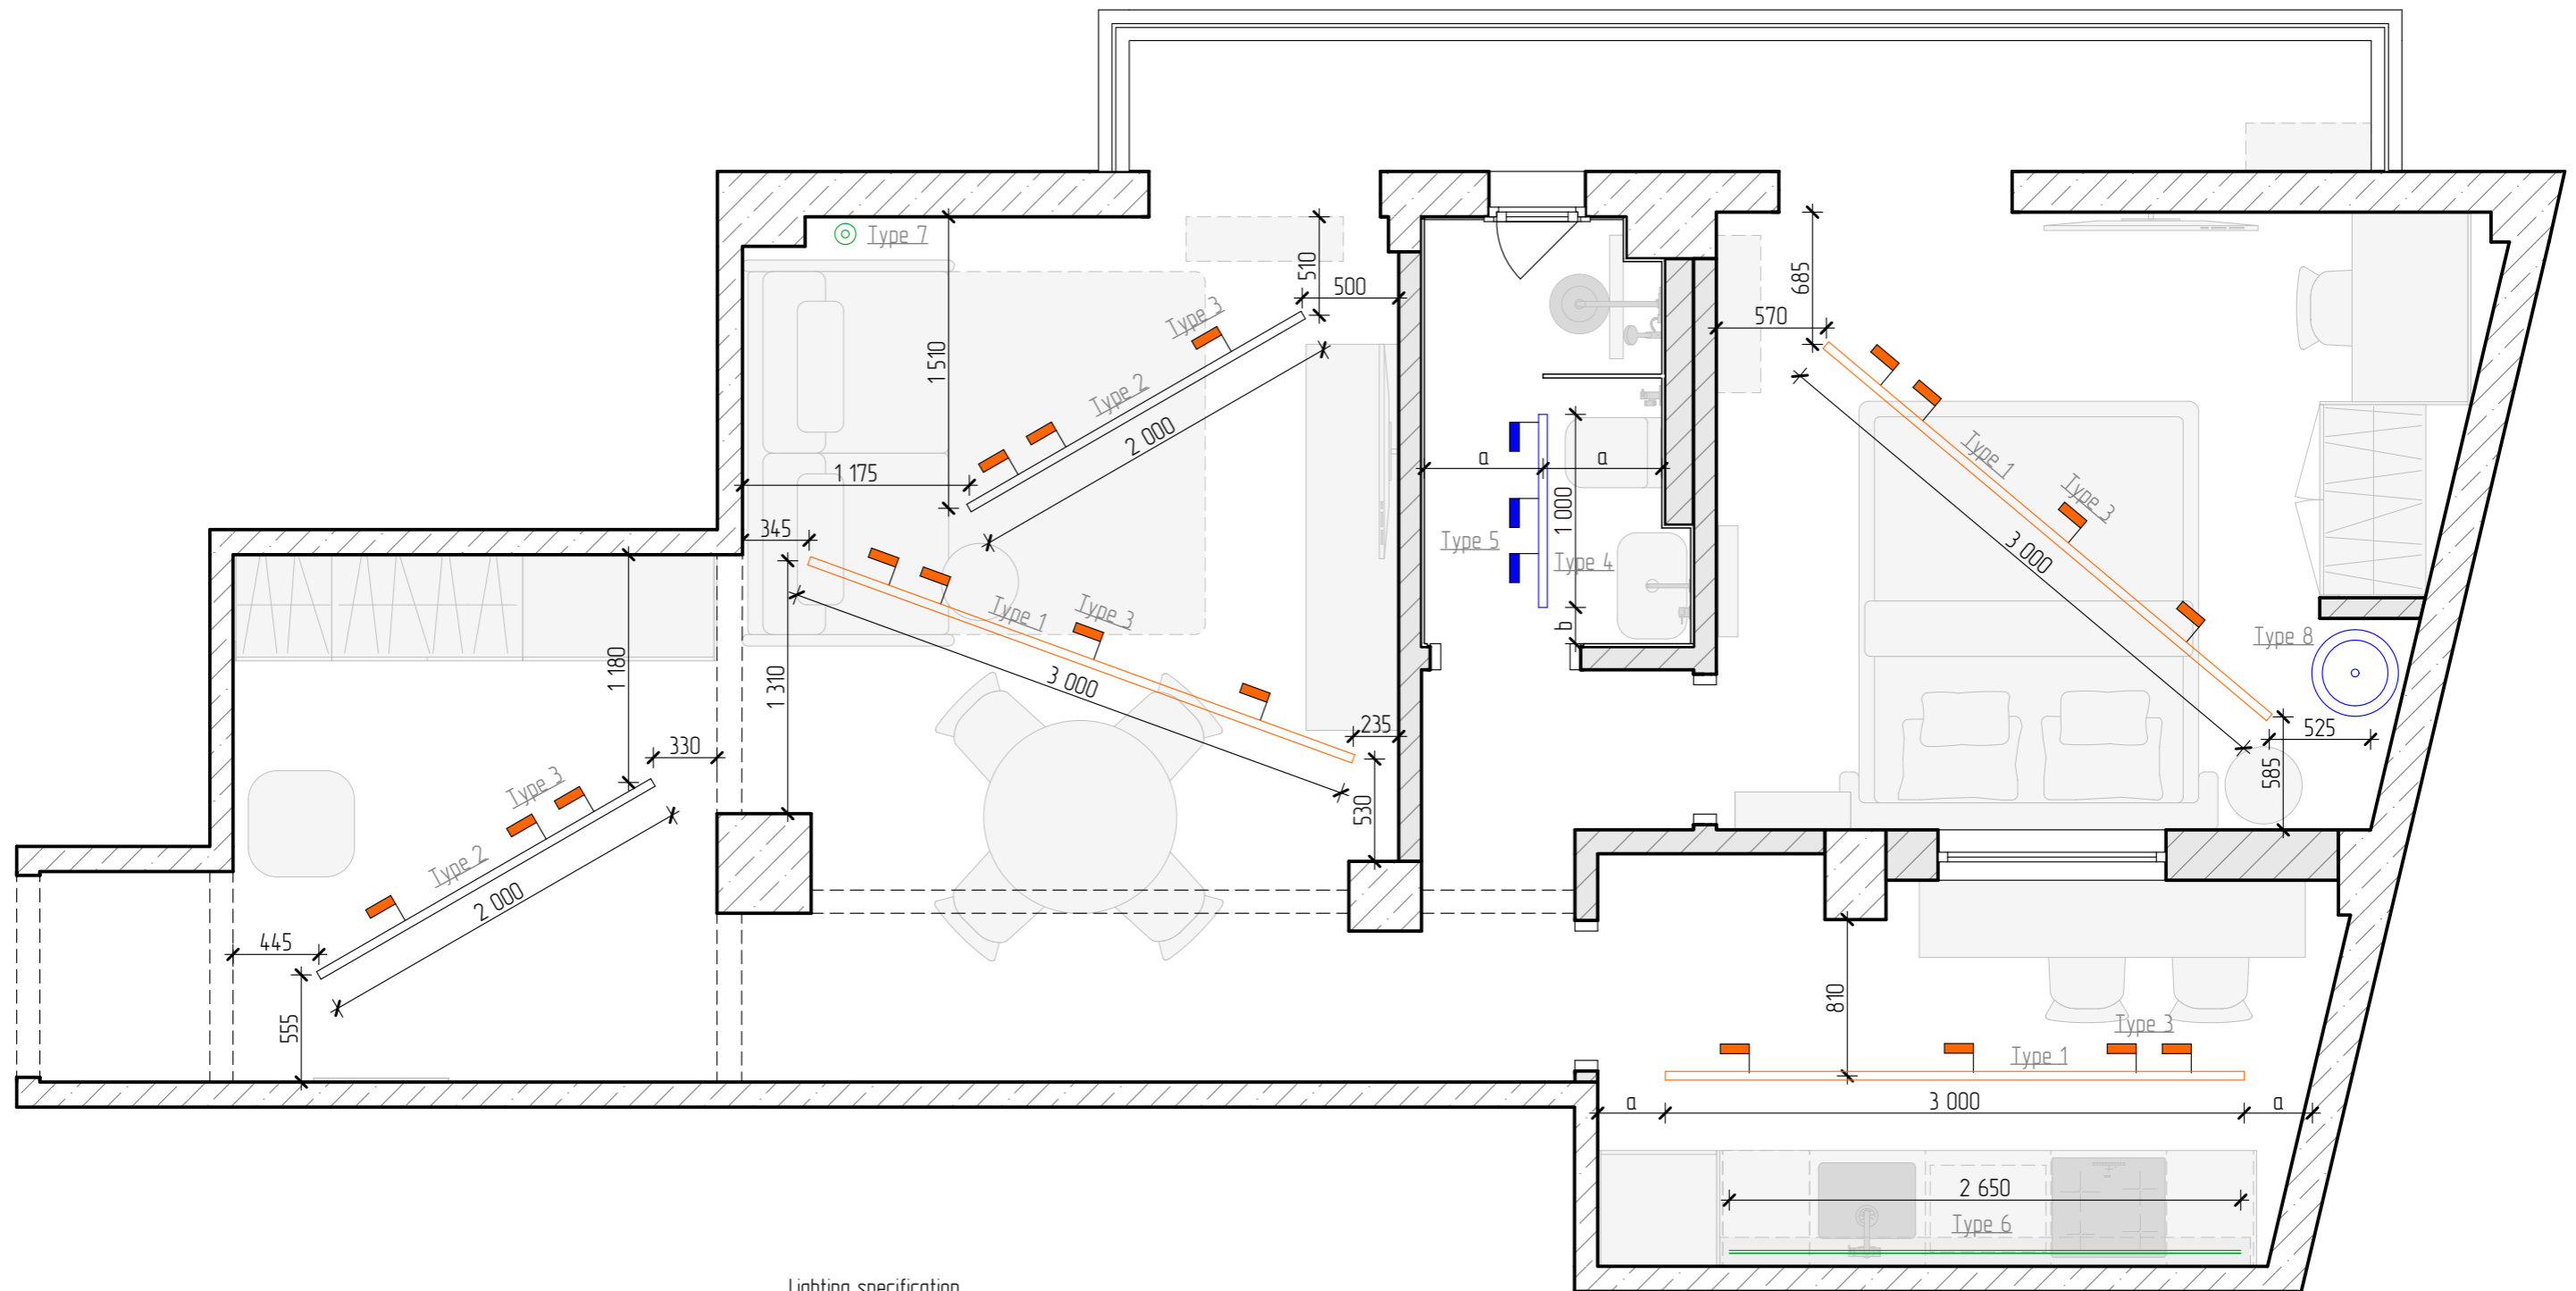 Type 7
510
500
685
570
Type 3
1 510
Type 2
2 000
1 175
a
a
1 000
b
Type 5
Type 4
Type 1
Type 3
3 000
345
Type 1
Type 3
3 000
1 310
235
530
1 180
330
Type 3
Type 2
2 000
445
555
Type 8
525
585
810
Type 3
Type 1
a
3 000
a
2 650
Type 6
Lighting specification